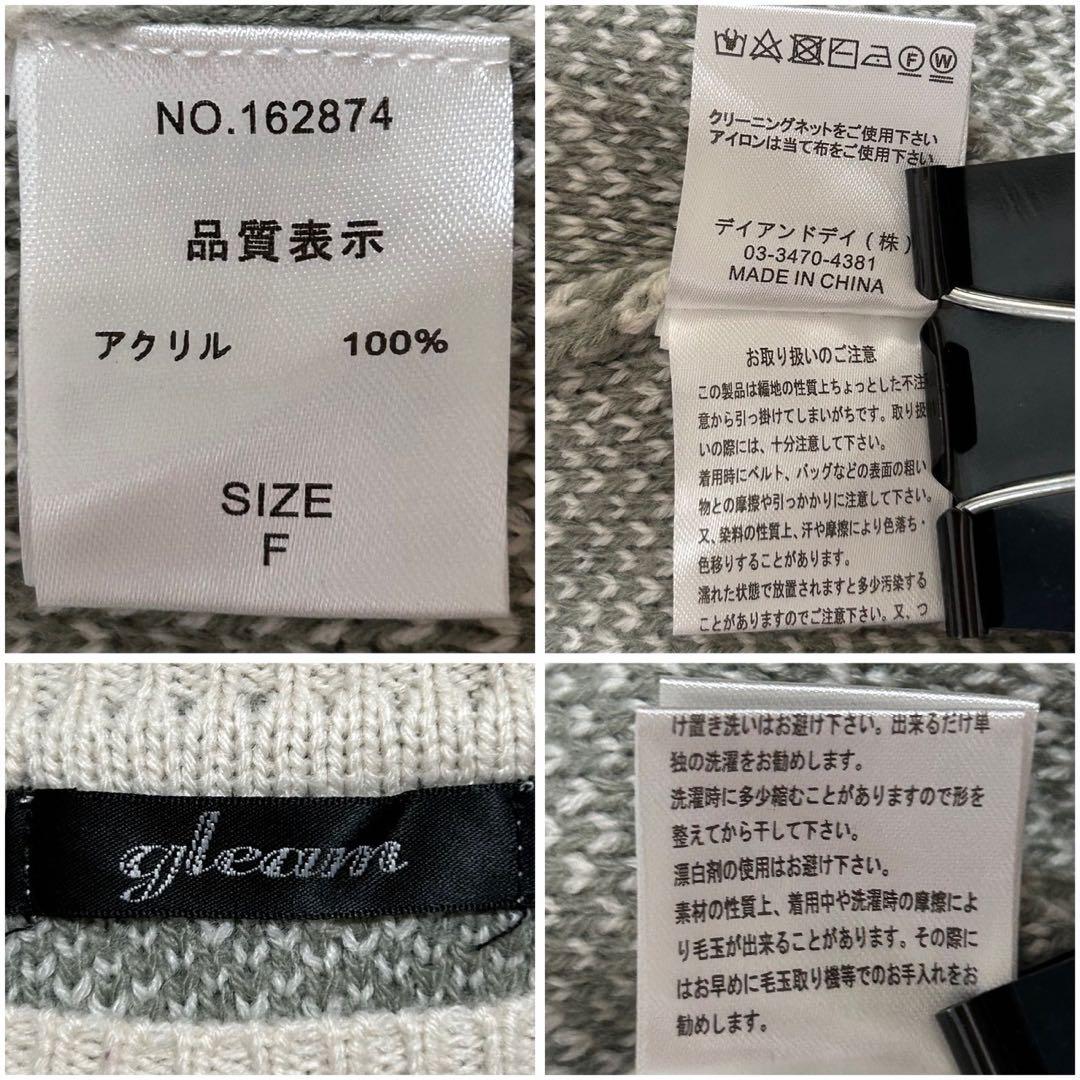 NO.162874
品質表示
アクリル 100%
SIZE
F
F W
クリーニングネットをご使用下さい
アイロンは当て布をご使用下さい
デイアンドデイ(株)
03-3470-4381
MADE IN CHINA
お取り扱いのご注意
この製品は編地の性質上ちょっとした不注
意から引っ掛けてしまいがちです。取り扱
いの際には、十分注意して下さい。
着用時にベルト、バッグなどの表面の粗い
物との摩擦や引っかかりに注意して下さい。
又、染料の性質上、汗や摩擦により色落ち・
色移りすることがあります。
濡れた状態で放置されますと多少汚染する
ことがありますのでご注意下さい。又、つ
gleam
け置き洗いはお避け下さい。出来るだけ単
独の洗濯をお勧めします。
洗濯時に多少縮むことがありますので形を
整えてから干して下さい。
漂白剤の使用はお避け下さい。
素材の性質上、着用中や洗濯時の摩擦によ
り毛玉が出来ることがあります。その際に
はお早めに毛玉取り機等でのお手入れをお
勧めします。